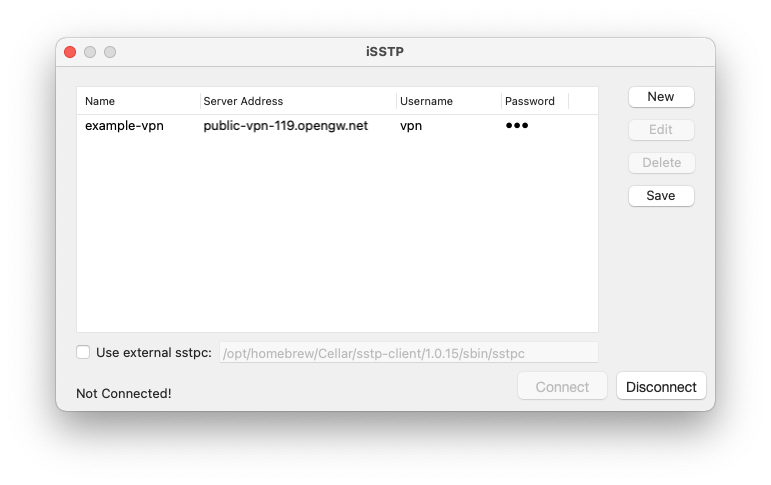 iSSTP
Name Server Address Username Password
example-vpn public-vpn-119.opengw.net vpn •••
New
Edit
Delete
Save
Use external sstpc: /opt/homebrew/Cellar/sstp-client/1.0.15/sbin/sstpc
Not Connected!
Connect
Disconnect